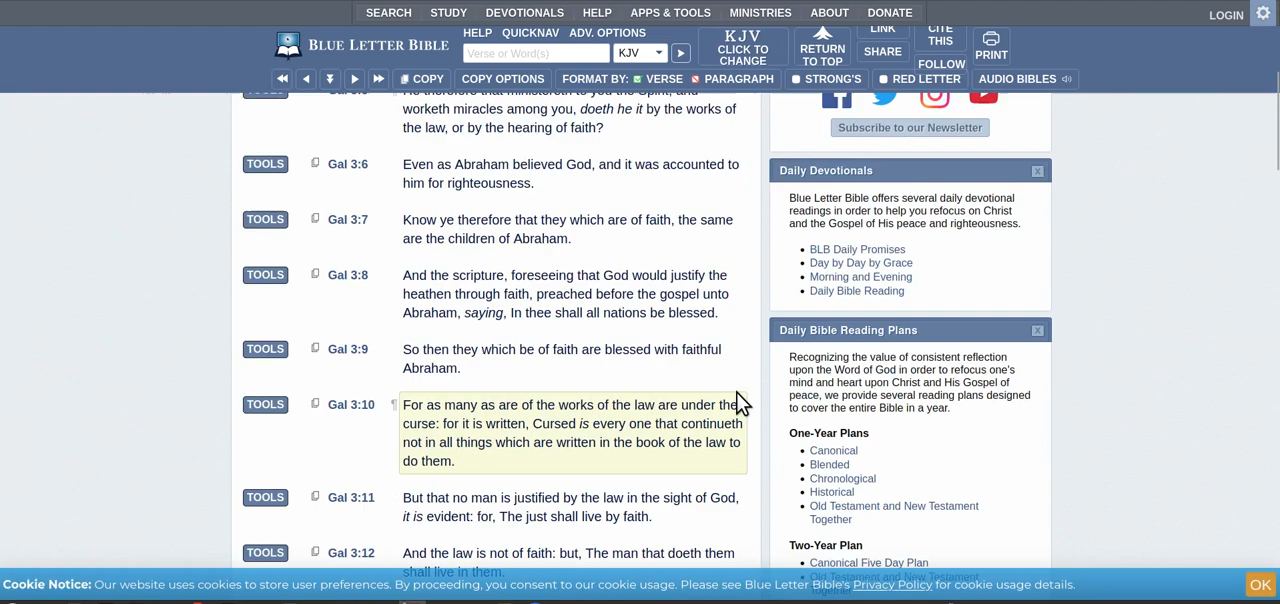 SEARCH STUDY DEVOTIONALS HELP APPS & TOOLS MINISTRIES ABOUT DONATE
LOGIN
BLUE LETTER BIBLE
HELP QUICKNAV ADV. OPTIONS
Verse or Word(s) KJV
KJV
CLICK TO
CHANGE
RETURN
TO TOP
LINK
SHARE
CITE
THIS
FOLLOW
PRINT
COPY COPY OPTIONS FORMAT BY: VERSE PARAGRAPH STRONG'S RED LETTER AUDIO BIBLES
He therefore that ministereth to you the Spirit, and
worketh miracles among you, doeth he it by the works of
the law, or by the hearing of faith?
TOOLS Gal 3:6 Even as Abraham believed God, and it was accounted to
him for righteousness.
TOOLS Gal 3:7 Know ye therefore that they which are of faith, the same
are the children of Abraham.
TOOLS Gal 3:8 And the scripture, foreseeing that God would justify the
heathen through faith, preached before the gospel unto
Abraham, saying, In thee shall all nations be blessed.
TOOLS Gal 3:9 So then they which be of faith are blessed with faithful
Abraham.
TOOLS Gal 3:10 ¶ For as many as are of the works of the law are under the
curse: for it is written, Cursed is every one that continueth
not in all things which are written in the book of the law to
do them.
TOOLS Gal 3:11 But that no man is justified by the law in the sight of God,
it is evident: for, The just shall live by faith.
TOOLS Gal 3:12 And the law is not of faith: but, The man that doeth them
shall live in them.
Subscribe to our Newsletter
Daily Devotionals X
Blue Letter Bible offers several daily devotional
readings in order to help you refocus on Christ
and the Gospel of His peace and righteousness.
BLB Daily Promises
Day by Day by Grace
Morning and Evening
Daily Bible Reading
Daily Bible Reading Plans X
Recognizing the value of consistent reflection
upon the Word of God in order to refocus one's
mind and heart upon Christ and His Gospel of
peace, we provide several reading plans designed
to cover the entire Bible in a year.
One-Year Plans
Canonical
Blended
Chronological
Historical
Old Testament and New Testament
Together
Two-Year Plan
Canonical Five Day Plan
Old Testament and New Testament
Together
Cookie Notice: Our website uses cookies to store user preferences. By proceeding, you consent to our cookie usage. Please see Blue Letter Bible's Privacy Policy for cookie usage details. OK